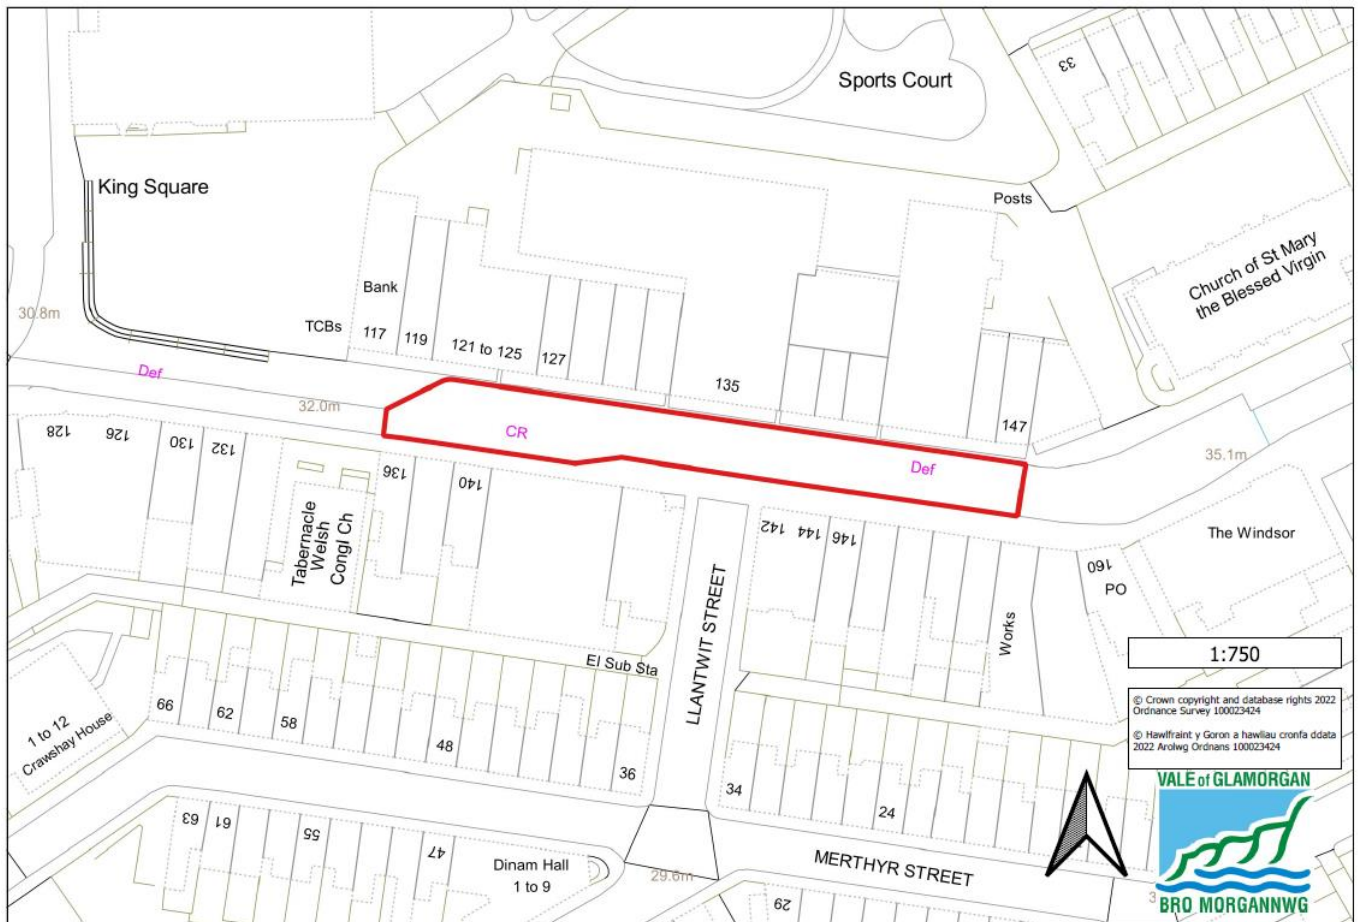 Sports Court
33
King Square
Posts
Church of St Mary
the Blessed Virgin
Bank
TCBs
117
119
121 to 125
127
135
147
30.8m
Def
32.0m
CR
Def
35.1m
128
126
130
132
136
140
142
144
146
160
PO
The Windsor
Tabernacle
Welsh
Congl Ch
Works
El Sub Sta
LLANTWIT STREET
1 to 12
Crawshay House
66
62
58
48
36
34
24
63
61
55
47
Dinam Hall
1 to 9
29.6m
MERTHYR STREET
29
1:750
© Crown copyright and database rights 2022
Ordnance Survey 100023424
© Hawlfraint y Goron a hawliau cronfa ddata
2022 Arolwg Ordnans 100023424
VALE of GLAMORGAN
BRO MORGANNWG